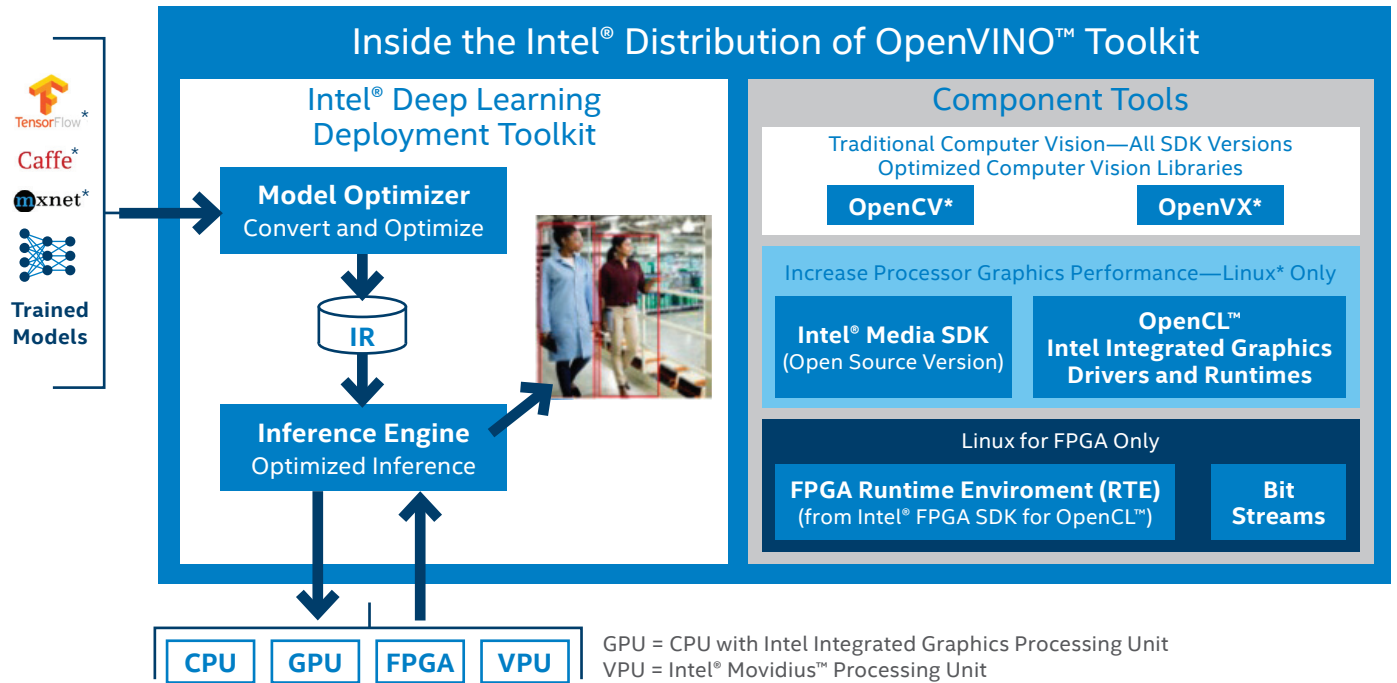 Inside the Intel® Distribution of OpenVINO™ Toolkit
TensorFlow*
Caffe*
mxnet*
Trained
Models
Intel® Deep Learning
Deployment Toolkit
Model Optimizer
Convert and Optimize
IR
Inference Engine
Optimized Inference
Component Tools
Traditional Computer Vision—All SDK Versions
Optimized Computer Vision Libraries
OpenCV*
OpenVX*
Increase Processor Graphics Performance—Linux* Only
Intel® Media SDK
(Open Source Version)
OpenCL™
Intel Integrated Graphics
Drivers and Runtimes
Linux for FPGA Only
FPGA Runtime Enviroment (RTE)
(from Intel® FPGA SDK for OpenCL™)
Bit
Streams
CPU
GPU
FPGA
VPU
GPU = CPU with Intel Integrated Graphics Processing Unit
VPU = Intel® Movidius™ Processing Unit